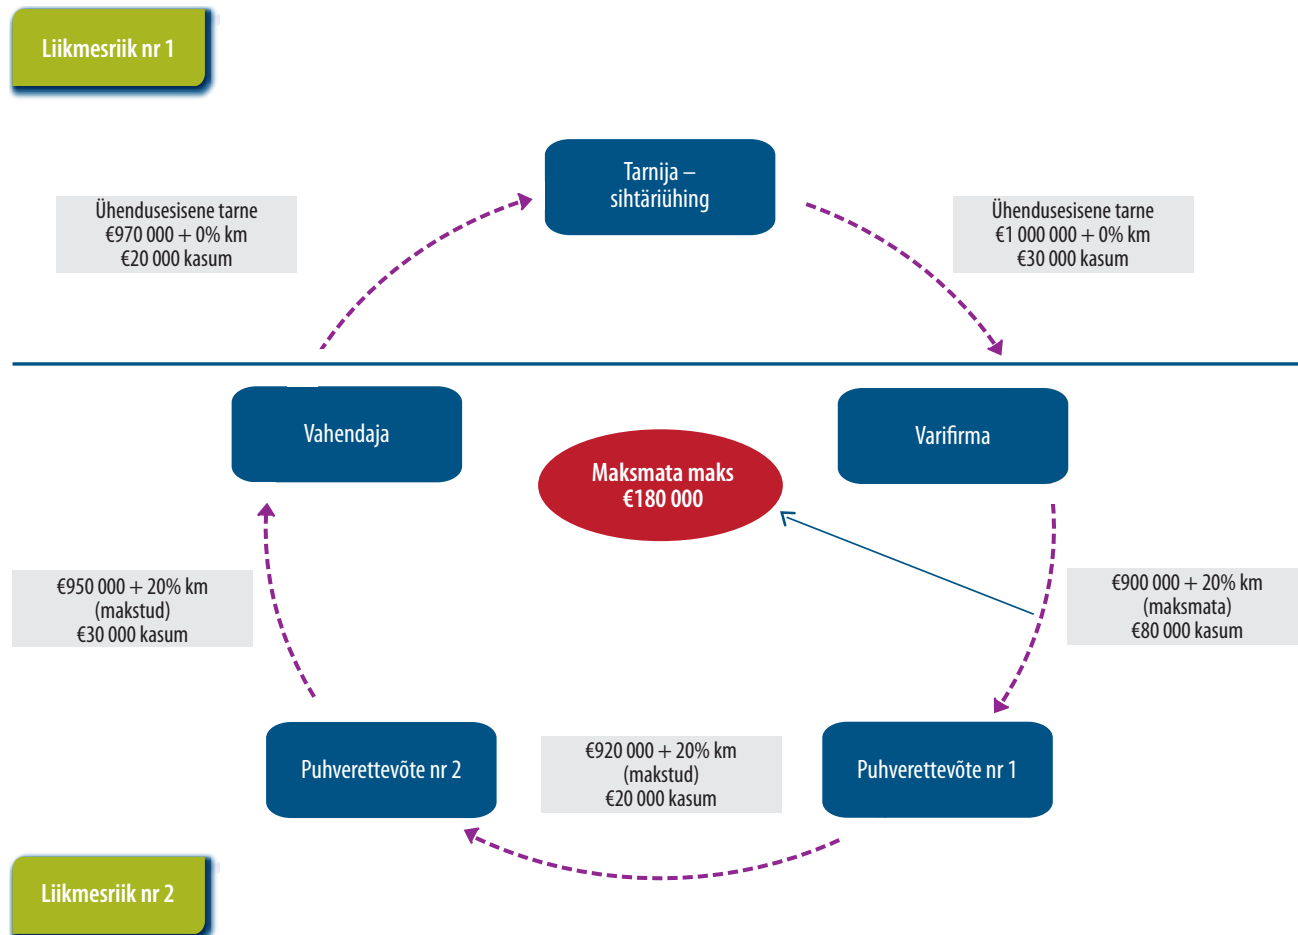 Liikmesriik nr 1
Tarnija –
sihtäriühing
Ühendusesisene tarne
€970 000 + 0% km
€20 000 kasum
Ühendusesisene tarne
€1 000 000 + 0% km
€30 000 kasum
Vahendaja
Varifirma
Maksmata maks
€180 000
€950 000 + 20% km
(makstud)
€30 000 kasum
€900 000 + 20% km
(maksmata)
€80 000 kasum
Puhverettevõte nr 2
€920 000 + 20% km
(makstud)
€20 000 kasum
Puhverettevõte nr 1
Liikmesriik nr 2